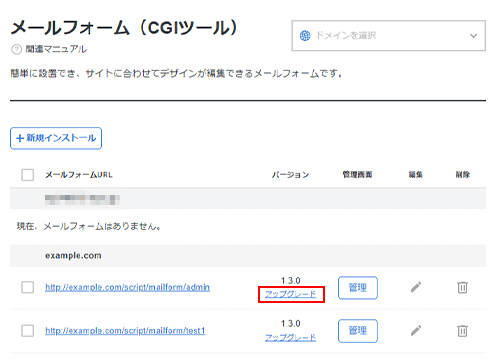 メールフォーム（CGIツール）
ドメインを選択
? 関連マニュアル
簡単に設置でき、サイトに合わせてデザインが編集できるメールフォームです。
+新規インストール
メールフォームURL バージョン 管理画面 編集 削除
現在、メールフォームはありません。
example.com
http://example.com/script/mailform/admin 1.3.0 管理
アップグレード
http://example.com/script/mailform/test1 1.3.0 管理
アップグレード